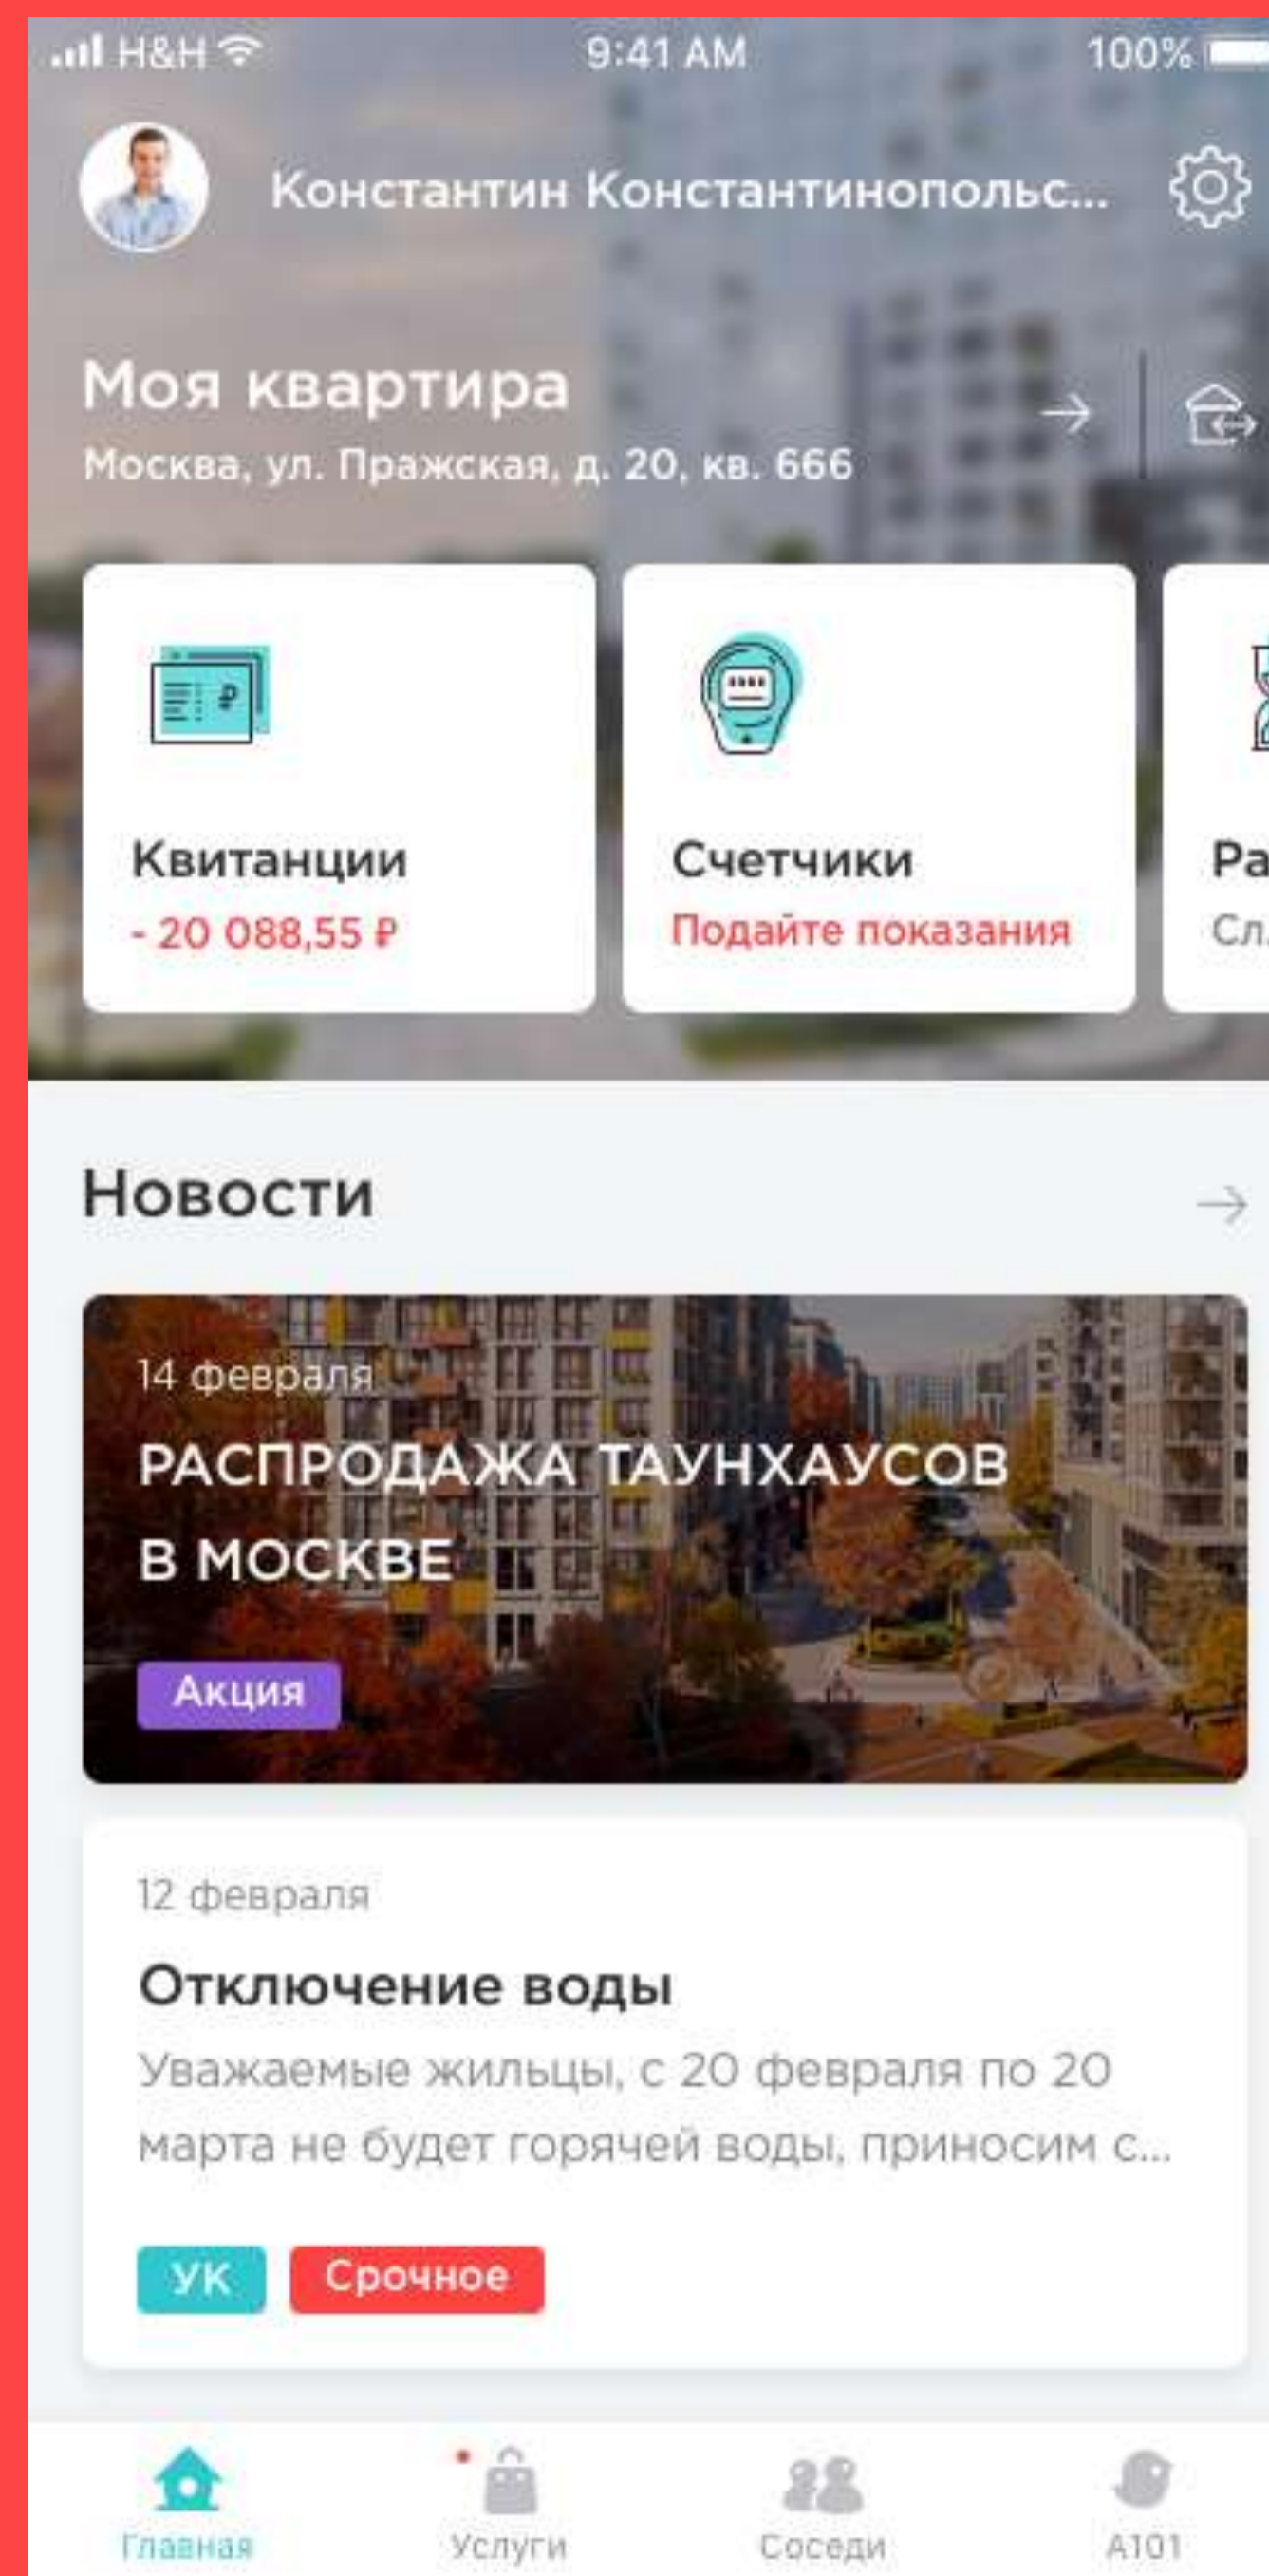 H&H
9:41 AM
100%
Константин Константинопольс...
Моя квартира
Москва, ул. Пражская, д. 20, кв. 666
Квитанции
- 20 088,55 ₽
Счетчики
Подайте показания
Ра
Сл.
Новости
14 февраля
РАСПРОДАЖА ТАУНХАУСОВ
В МОСКВЕ
Акция
12 февраля
Отключение воды
Уважаемые жильцы, с 20 февраля по 20
марта не будет горячей воды, приносим с...
УК
Срочное
Главная
Услуги
Соседи
А101